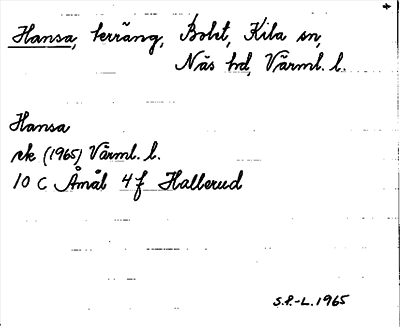 Hansa, terräng, Bohl, Kila sn,
Näs hd, Värml. l.
Hansa
rk (1965) Värml. l.
10 C Åmål 4 f Hallerud
S.P.-L. 1965